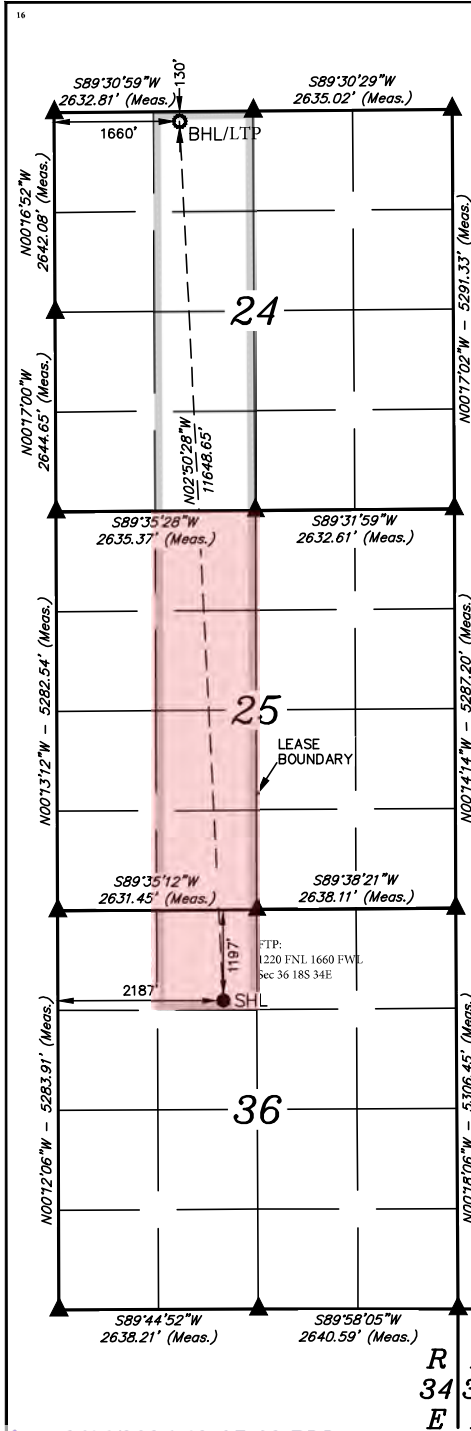 16
S89°30'59"W
2632.81' (Meas.)
130'
S89°30'29"W
2635.02' (Meas.)
1660'
BHL/LTP
N00°16'52"W
2642.08' (Meas.)
24
N00°17'02"W – 5291.33' (Meas.)
N00°17'00"W
2644.65' (Meas.)
N02°50'28"W
11648.65'
S89°35'28"W
2635.37' (Meas.)
S89°31'59"W
2632.61' (Meas.)
N00°13'12"W – 5282.54' (Meas.)
25
N00°14'14"W – 5287.20' (Meas.)
LEASE
BOUNDARY
S89°35'12"W
2631.45' (Meas.)
S89°38'21"W
2638.11' (Meas.)
1197'
FTP:
1220 FNL 1660 FWL
Sec 36 18S 34E
2187'
SHL
N00°12'06"W – 5283.91' (Meas.)
36
N00°18'06"W – 5306.45' (Meas.)
S89°44'52"W
2638.21' (Meas.)
S89°58'05"W
2640.59' (Meas.)
R
34
E